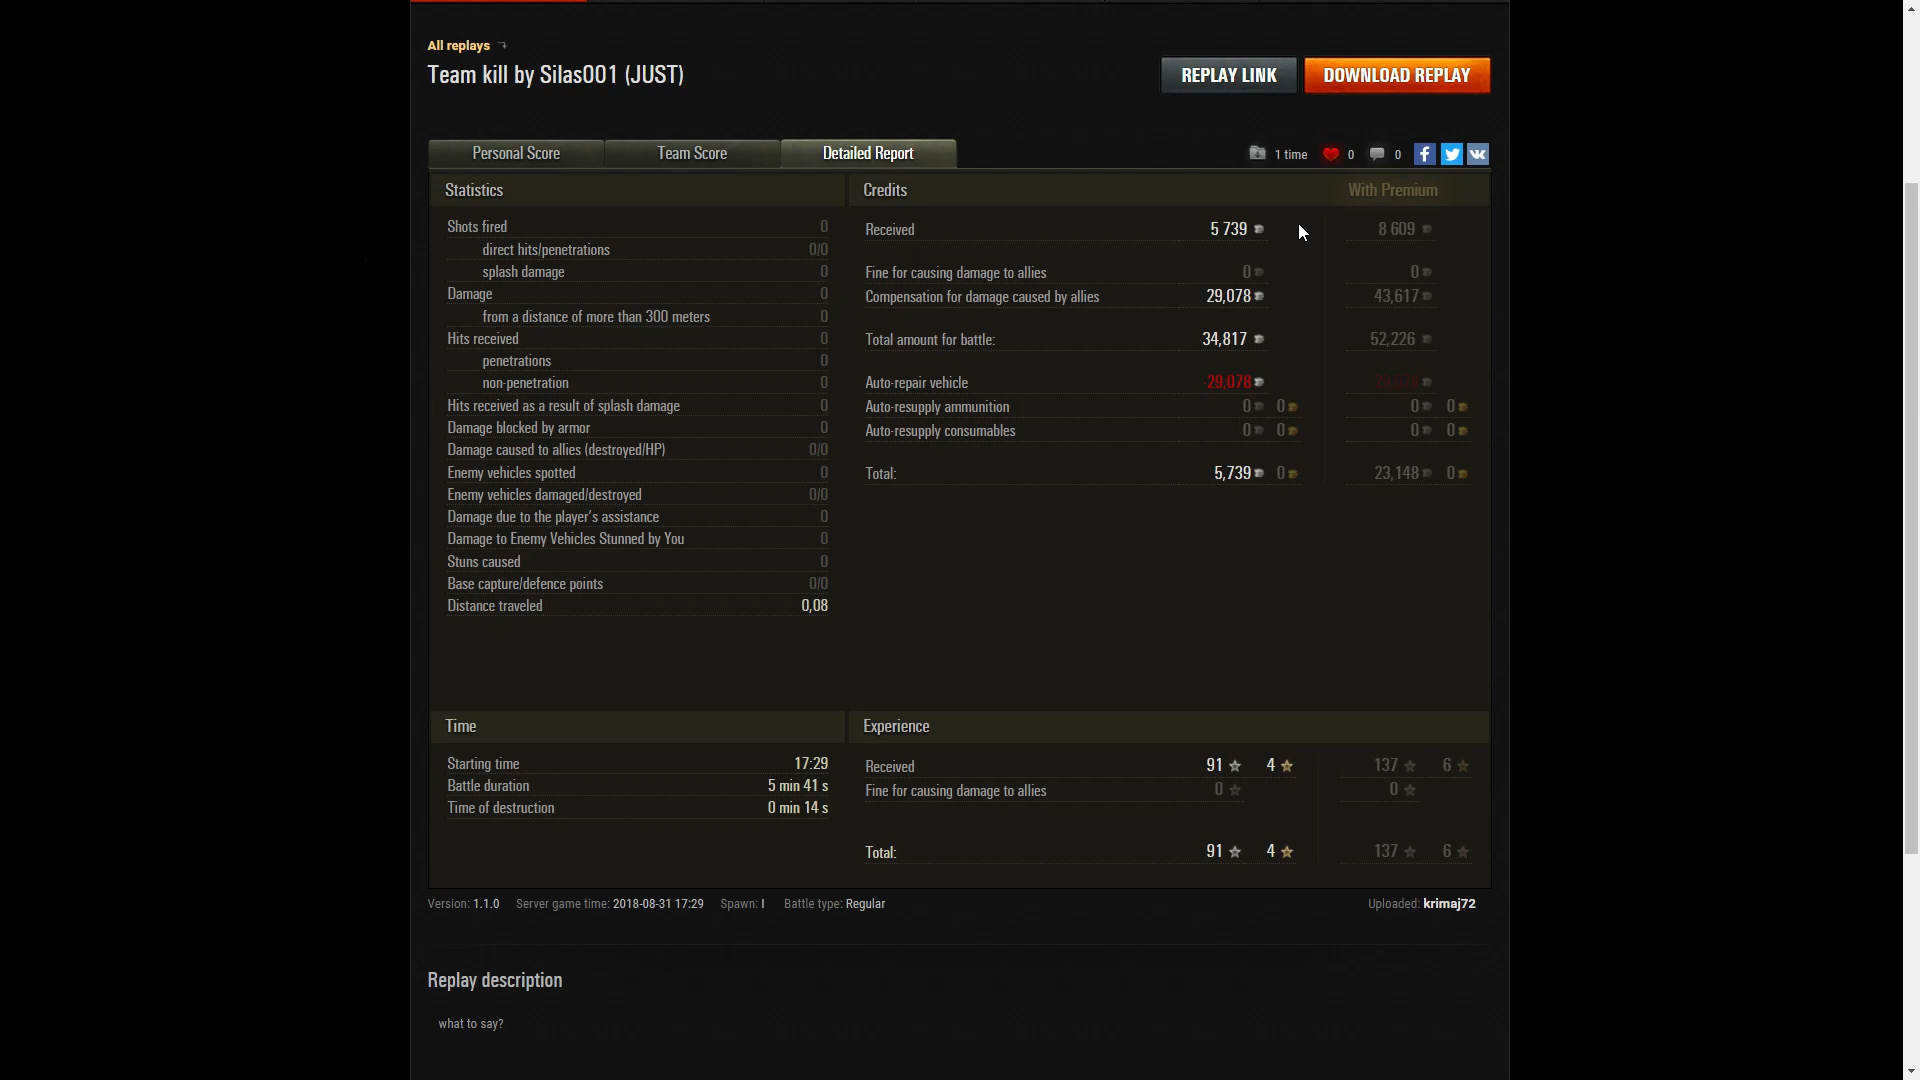 All replays
Team kill by Silas001 (JUST)
REPLAY LINK
DOWNLOAD REPLAY
Personal Score
Team Score
Detailed Report
1 time
0
0
Statistics
Shots fired 0
direct hits/penetrations 0/0
splash damage 0
Damage 0
from a distance of more than 300 meters 0
Hits received 0
penetrations 0
non-penetration 0
Hits received as a result of splash damage 0
Damage blocked by armor 0
Damage caused to allies (destroyed/HP) 0/0
Enemy vehicles spotted 0
Enemy vehicles damaged/destroyed 0/0
Damage due to the player's assistance 0
Damage to Enemy Vehicles Stunned by You 0
Stuns caused 0
Base capture/defence points 0/0
Distance traveled 0,08
Credits With Premium
Received 5 739 8 609
Fine for causing damage to allies 0 0
Compensation for damage caused by allies 29,078 43,617
Total amount for battle: 34,817 52,226
Auto-repair vehicle -29,078
Auto-resupply ammunition 0 0 0 0
Auto-resupply consumables 0 0 0 0
Total: 5,739 0 23,148 0
Time
Starting time 17:29
Battle duration 5 min 41 s
Time of destruction 0 min 14 s
Experience
Received 91 4 137 6
Fine for causing damage to allies 0 0
Total: 91 4 137 6
Version: 1.1.0 Server game time: 2018-08-31 17:29 Spawn: I Battle type: Regular
Uploaded: krimaj72
Replay description
what to say?